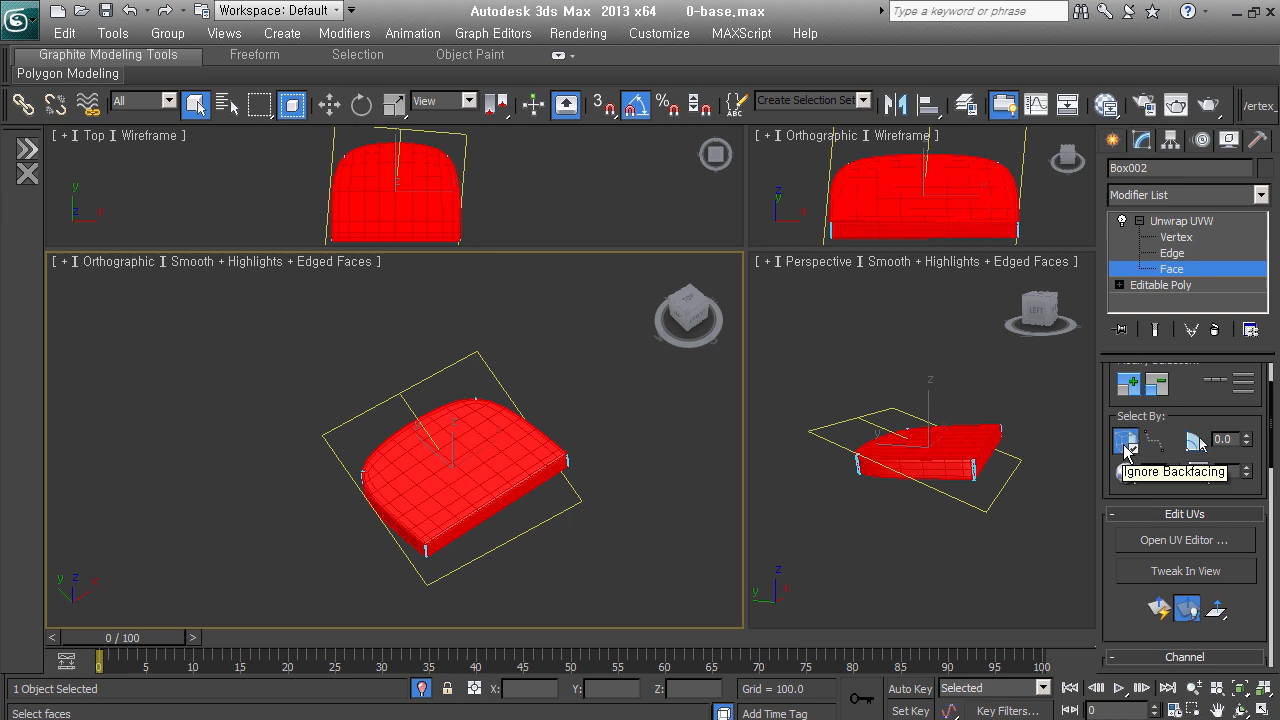 Workspace: Default
Autodesk 3ds Max 2013 x64 0-base.max
Type a keyword or phrase
Edit Tools Group Views Create Modifiers Animation Graph Editors Rendering Customize MAXScript Help
Graphite Modeling Tools Freeform Selection Object Paint
Polygon Modeling
All View 3 % ABC Create Selection Set ertex
[ + ] Top ] Wireframe ]
[ + ] Orthographic ] Wireframe ]
Box002
Modifier List
Unwrap UVW
Vertex
Edge
Face
Editable Poly
[ + ] Orthographic ] Smooth + Highlights + Edged Faces ]
[ + ] Perspective ] Smooth + Highlights + Edged Faces ]
TOP
LEFT
Select By:
0.0
Ignore Backfacing
Edit UVs
Open UV Editor ...
Tweak In View
Channel
0 / 100
0 5 10 15 20 25 30 35 40 45 50 55 60 65 70 75 80 85 90 95 100
1 Object Selected X: Y: Z: Grid = 100.0 Auto Key Selected
Select faces Add Time Tag Set Key Key Filters... 0